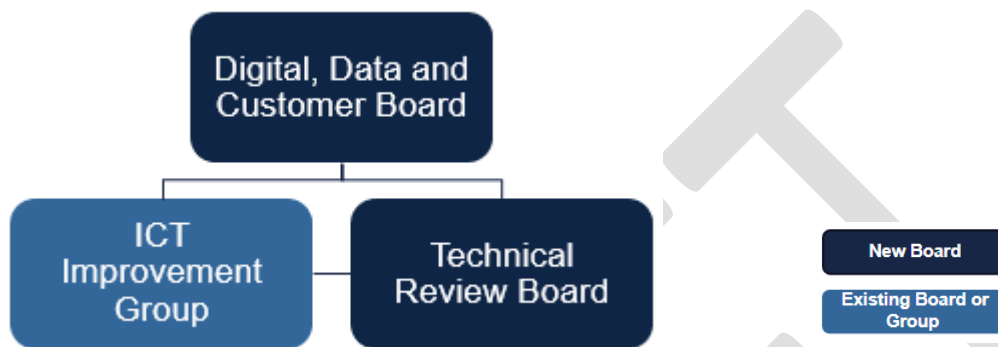 Digital, Data and
Customer Board
ICT
Improvement
Group
Technical
Review Board
New Board
Existing Board or
Group